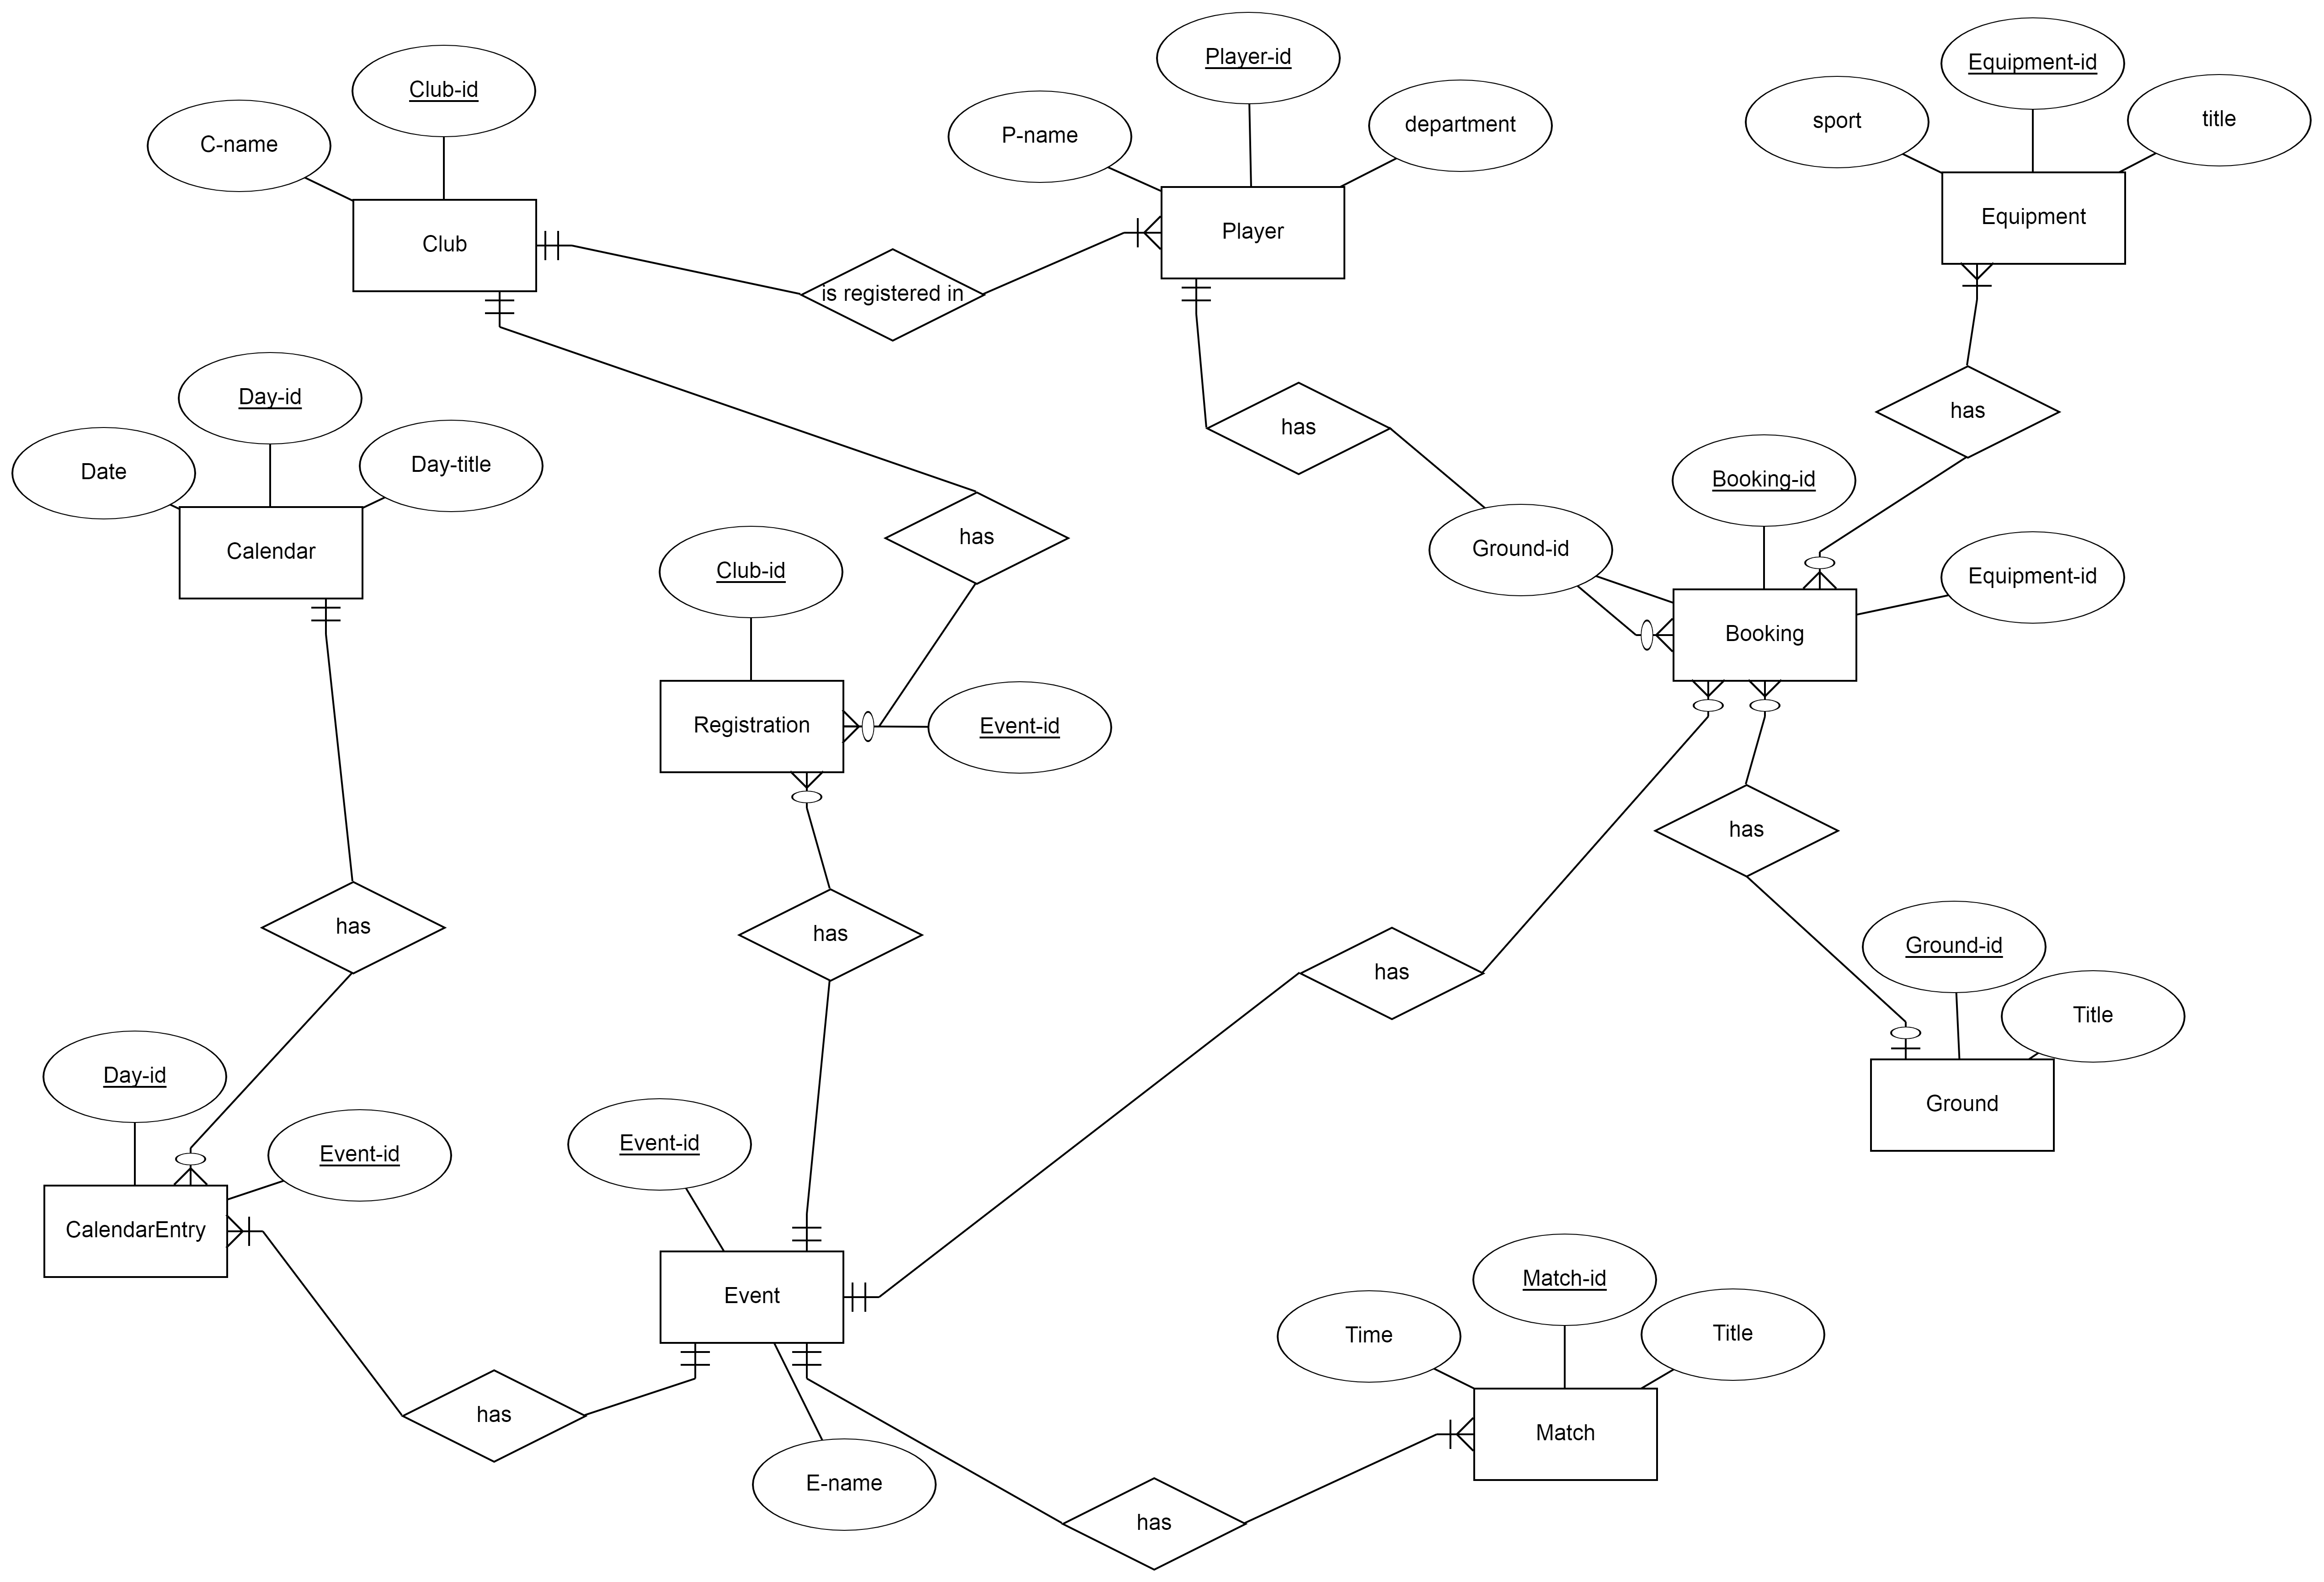 Player-id
Equipment-id
Club-id
P-name
department
sport
title
C-name
Club
Player
Equipment
is registered in
Day-id
Date
Day-title
has
has
Booking-id
Calendar
has
Club-id
Ground-id
Equipment-id
Booking
Registration
Event-id
has
has
has
has
Ground-id
Title
Day-id
Event-id
Event-id
Ground
CalendarEntry
Event
Match-id
Time
Title
has
Match
E-name
has